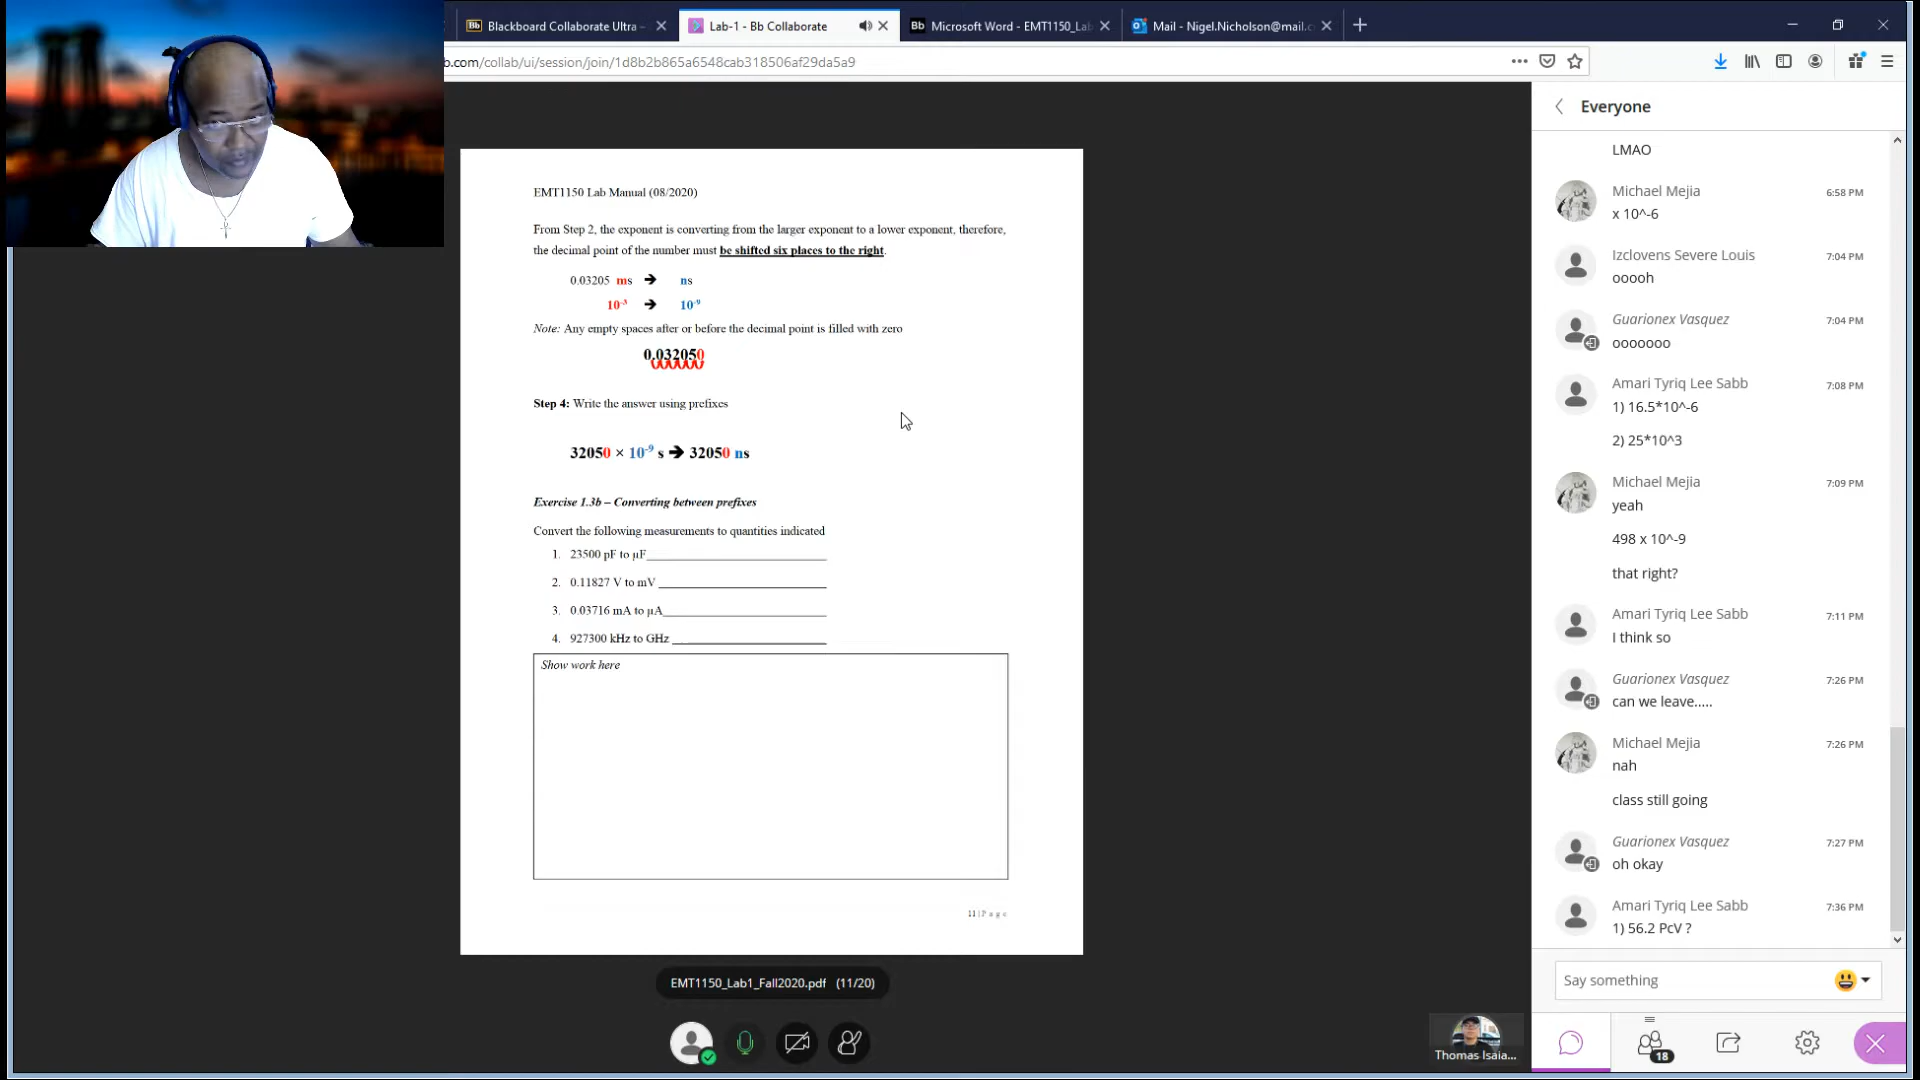 Blackboard Collaborate Ultra –
Lab-1 - Bb Collaborate
Microsoft Word - EMT1150_Lab
Mail - Nigel.Nicholson@mail.c
b.com/collab/ui/session/join/1d8b2b865a6548cab318506af29da5a9
EMT1150 Lab Manual (08/2020)
From Step 2, the exponent is converting from the larger exponent to a lower exponent, therefore,
the decimal point of the number must be shifted six places to the right.
0.03205 ms ➔ ns
10⁻³ ➔ 10⁻⁹
Note: Any empty spaces after or before the decimal point is filled with zero
0.032050
Step 4: Write the answer using prefixes
32050 × 10⁻⁹ s ➔ 32050 ns
Exercise 1.3b – Converting between prefixes
Convert the following measurements to quantities indicated
1. 23500 pF to µF
2. 0.11827 V to mV
3. 0.03716 mA to µA
4. 927300 kHz to GHz
Show work here
11 | P a g e
EMT1150_Lab1_Fall2020.pdf (11/20)
Thomas Isaia...
Everyone
LMAO
Michael Mejia 6:58 PM
x 10^-6
Izclovens Severe Louis 7:04 PM
ooooh
Guarionex Vasquez 7:04 PM
ooooooo
Amari Tyriq Lee Sabb 7:08 PM
1) 16.5*10^-6
2) 25*10^3
Michael Mejia 7:09 PM
yeah
498 x 10^-9
that right?
Amari Tyriq Lee Sabb 7:11 PM
I think so
Guarionex Vasquez 7:26 PM
can we leave.....
Michael Mejia 7:26 PM
nah
class still going
Guarionex Vasquez 7:27 PM
oh okay
Amari Tyriq Lee Sabb 7:36 PM
1) 56.2 PcV ?
Say something
18